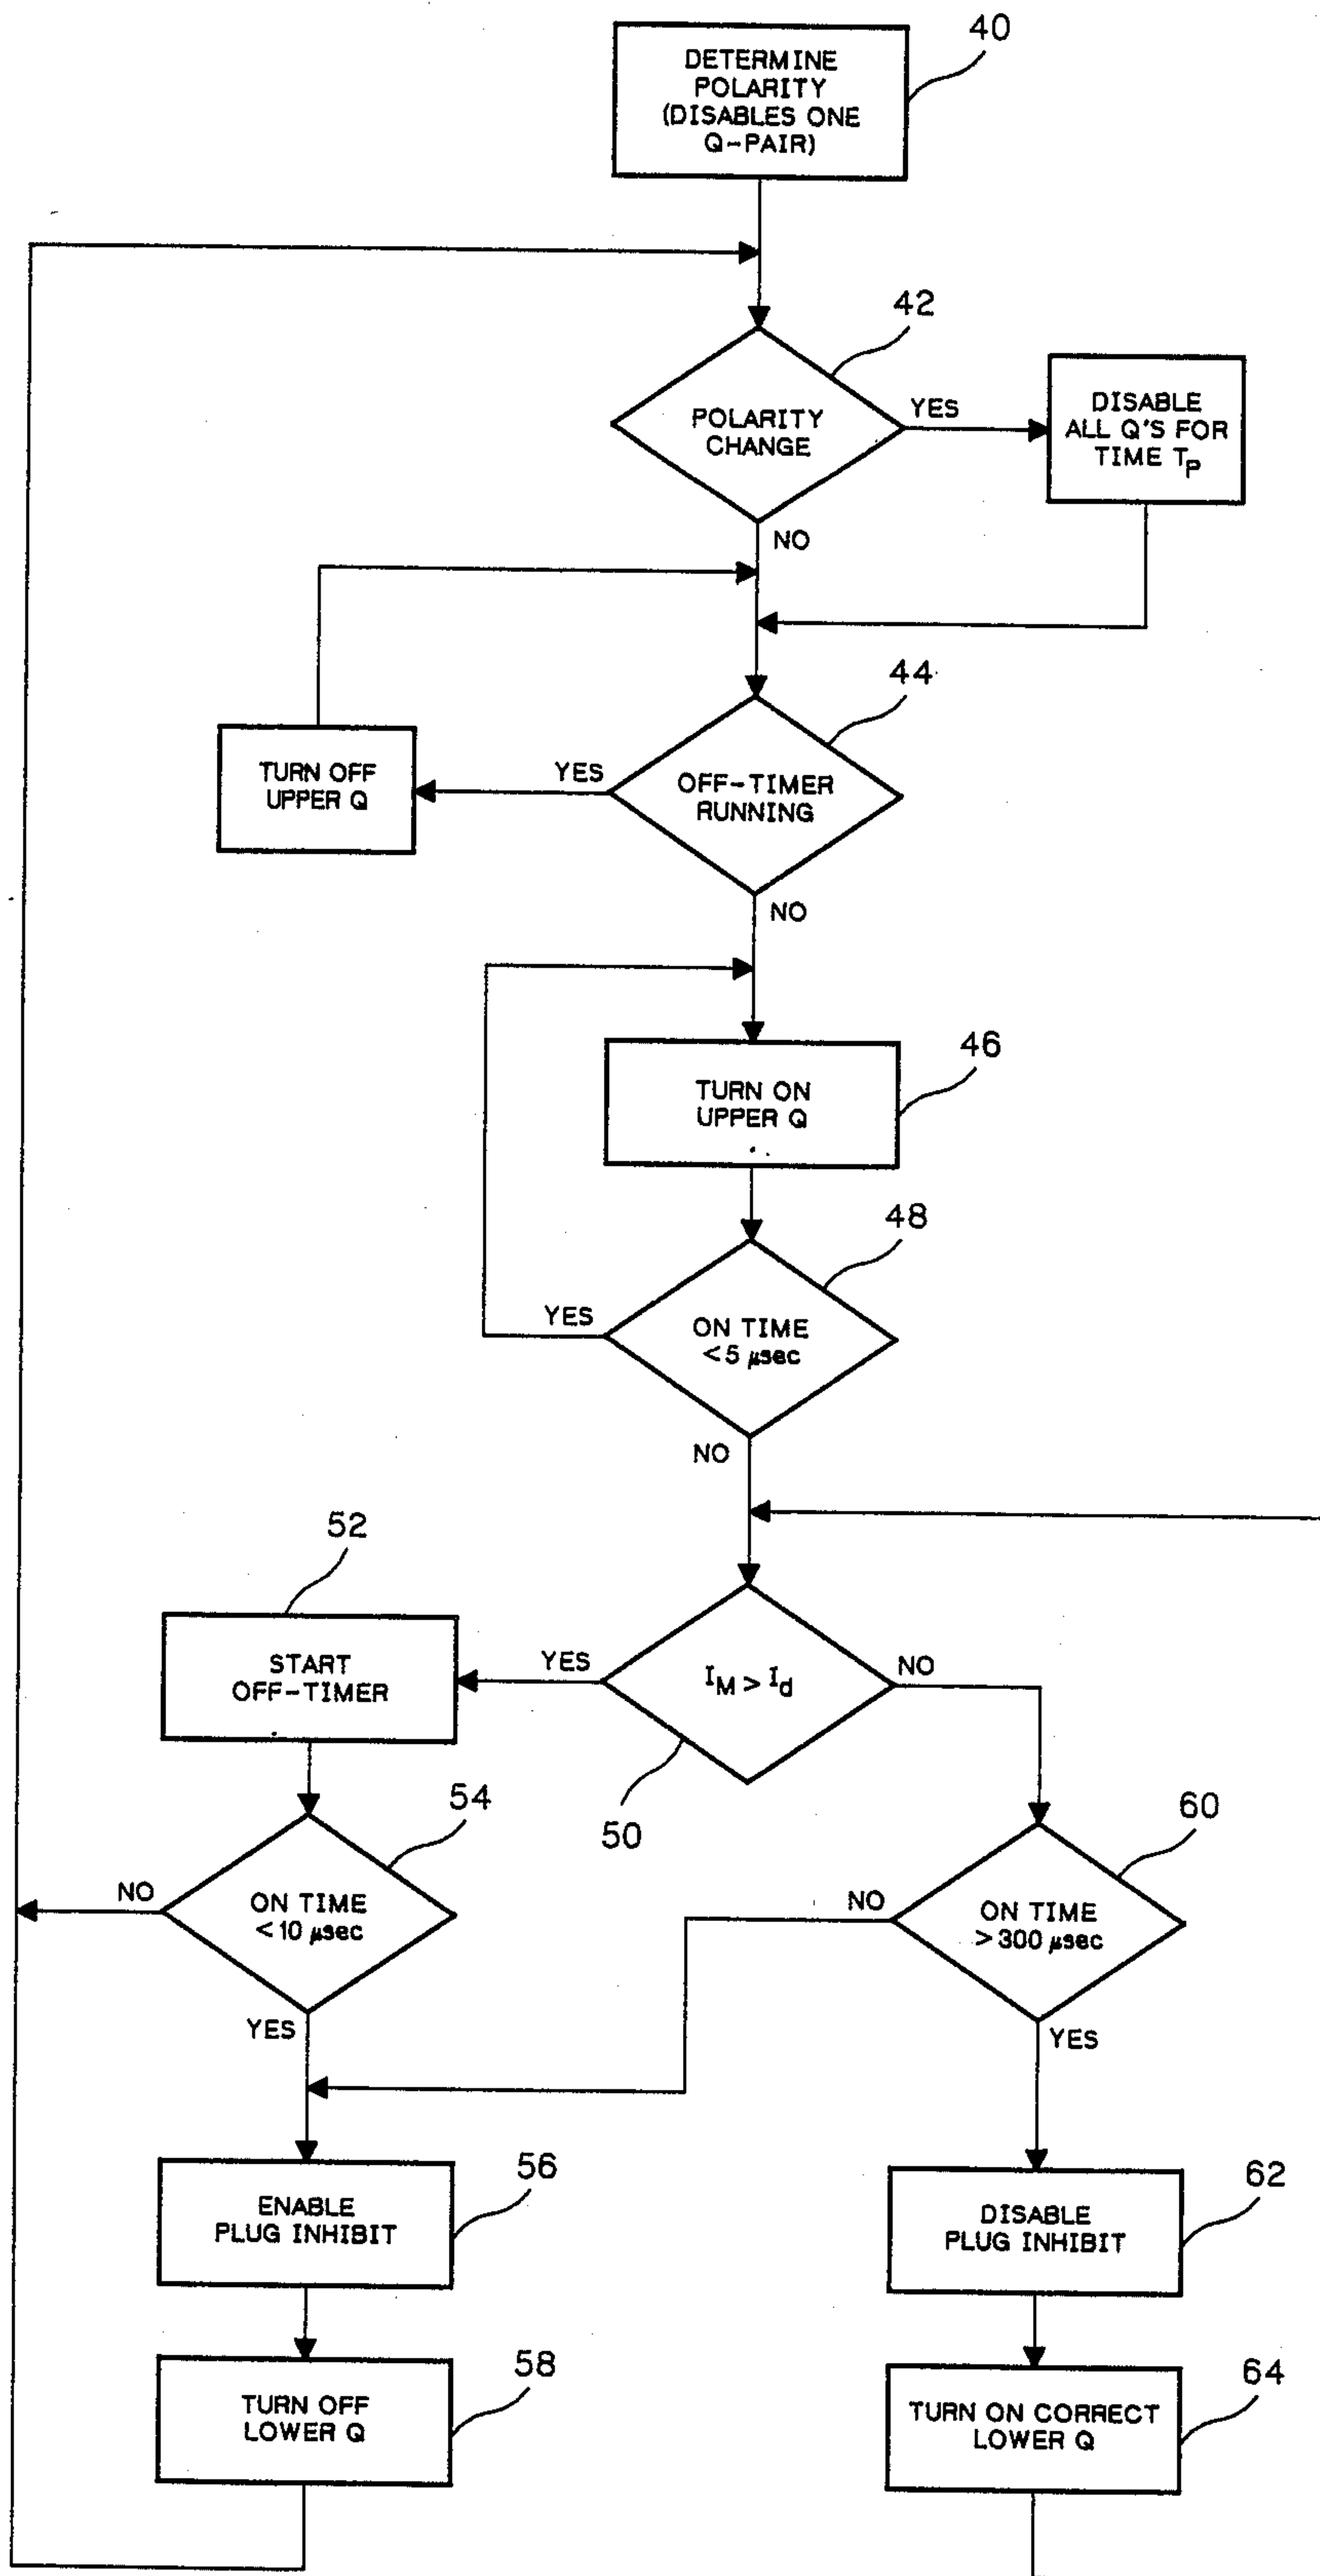 40
DETERMINE
POLARITY
(DISABLES ONE
Q-PAIR)
42
POLARITY
CHANGE
YES
DISABLE
ALL Q'S FOR
TIME TP
NO
44
OFF-TIMER
RUNNING
YES
TURN OFF
UPPER Q
NO
46
TURN ON
UPPER Q
48
ON TIME
<5 µsec
YES
NO
52
START
OFF-TIMER
YES
IM > Id
NO
50
54
ON TIME
<10 µsec
NO
YES
60
ON TIME
>300 µsec
NO
YES
56
ENABLE
PLUG INHIBIT
62
DISABLE
PLUG INHIBIT
58
TURN OFF
LOWER Q
64
TURN ON CORRECT
LOWER Q